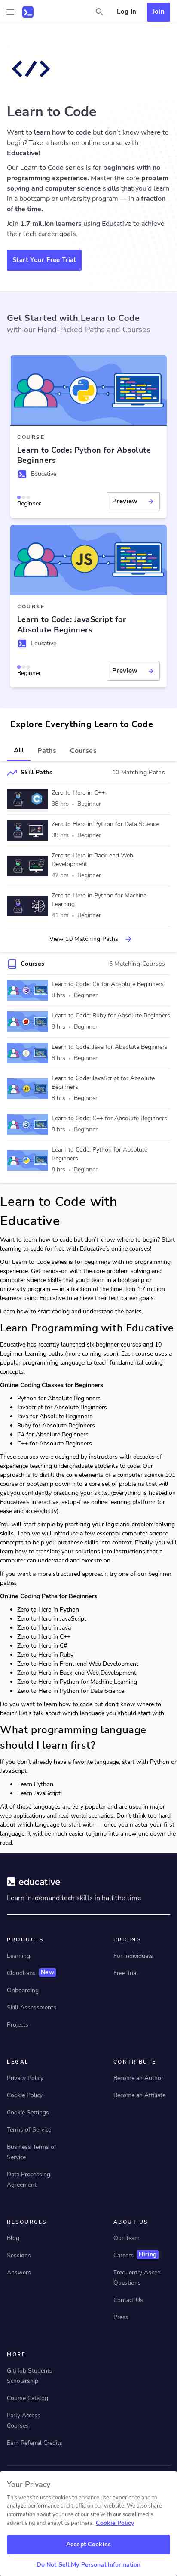 Log In
Join
Learn to Code
Want to learn how to code but don't know where to
begin? Take a hands-on coding online course with
Educative!
Our Learn to Code series is for beginners with no
programming experience. Master the core problem
solving and computer science skills that you'd learn in
a bootcamp or university program — in a fraction
of the time.
Join 1.7 million learners using Educative to achieve
their tech career goals.
Start Your Free Trial
Get Started with Learn to Code
with our Hand-Picked Paths and Courses
COURSE
Learn to Code: Python for Absolute
Beginners
Educative
Beginner
Preview
JS
COURSE
Learn to Code: JavaScript for
Absolute Beginners
Educative
Beginner
Preview
Explore Everything Learn to Code
All
Paths
Courses
Skill Paths
10 Matching Paths
Zero to Hero in C++
38 hrs • Beginner
Zero to Hero in Python for Data Science
38 hrs • Beginner
Zero to Hero in Back-end Web
Development
42 hrs • Beginner
Zero to Hero in Python for Machine
Learning
41 hrs • Beginner
View 10 Matching Paths
Courses
6 Matching Courses
Learn to Code: C# for Absolute Beginners
8 hrs • Beginner
Learn to Code: Ruby for Absolute Beginners
8 hrs • Beginner
Learn to Code: Java for Absolute Beginners
8 hrs • Beginner
Learn to Code: JavaScript for Absolute
Beginners
8 hrs • Beginner
Learn to Code: C++ for Absolute Beginners
8 hrs • Beginner
Learn to Code: Python for Absolute
Beginners
8 hrs • Beginner
Learn to Code with
Educative
Want to learn how to code but don't know where to begin? Start
learning to code for free with Educative's online courses!
Our Learn to Code series is for beginners with no programming
experience. Get hands-on with the core problem solving and
computer science skills that you'd learn in a bootcamp or
university program — in a fraction of the time. Join 1.7 million
learners using Educative to achieve their tech career goals.
Learn how to start coding and understand the basics.
Learn Programming with Educative
Educative has recently launched six beginner courses and 10
beginner learning paths (more coming soon). Each course uses a
popular programming language to teach fundamental coding
concepts.
Online Coding Classes for Beginners
Python for Absolute Beginners
Javascript for Absolute Beginners
Java for Absolute Beginners
Ruby for Absolute Beginners
C# for Absolute Beginners
C++ for Absolute Beginners
These courses were designed by instructors with decades of
experience teaching undergraduate students to code. Our
approach is to distill the core elements of a computer science 101
course or bootcamp down into a series of problems that will get
you confidently practicing your skills. (Everything is hosted on
Educative's interactive, setup-free online learning platform for
ease and accessibility).
You will start simple by practicing your logic and problem solving
skills. Then we will introduce a few essential computer science
concepts to help you put these skills into context. Finally, you will
learn how to translate your solutions into instructions that a
computer can understand and execute on.
If you want a more structured approach, try one of our beginner
paths:
Online Coding Paths for Beginners
Zero to Hero in Python
Zero to Hero in JavaScript
Zero to Hero in Java
Zero to Hero in C++
Zero to Hero in C#
Zero to Hero in Ruby
Zero to Hero in Front-end Web Development
Zero to Hero in Back-end Web Development
Zero to Hero in Python for Machine Learning
Zero to Hero in Python for Data Science
Do you want to learn how to code but don't know where to
begin? Let's talk about which language you should start with.
What programming language
should I learn first?
If you don't already have a favorite language, start with Python or
JavaScript.
Learn Python
Learn JavaScript
All of these languages are very popular and are used in major
web applications and real world scenarios. Don't think too hard
about which language to start with — once you master your first
language, it will be much easier to jump into a new one down the
road.
educative
Learn in-demand tech skills in half the time
PRODUCTS
Learning
CloudLabs New
Onboarding
Skill Assessments
Projects
PRICING
For Individuals
Free Trial
LEGAL
Privacy Policy
Cookie Policy
Cookie Settings
Terms of Service
Business Terms of
Service
Data Processing
Agreement
CONTRIBUTE
Become an Author
Become an Affiliate
RESOURCES
Blog
Sessions
Answers
ABOUT US
Our Team
Careers Hiring
Frequently Asked
Questions
Contact Us
Press
MORE
GitHub Students
Scholarship
Course Catalog
Early Access
Courses
Earn Referral Credits
Your Privacy
This website uses cookies to enhance user experience and to
analyze performance and traffic on our website. We also share
information about your use of our site with our social media,
advertising and analytics partners. Cookie Policy
Accept Cookies
Do Not Sell My Personal Information